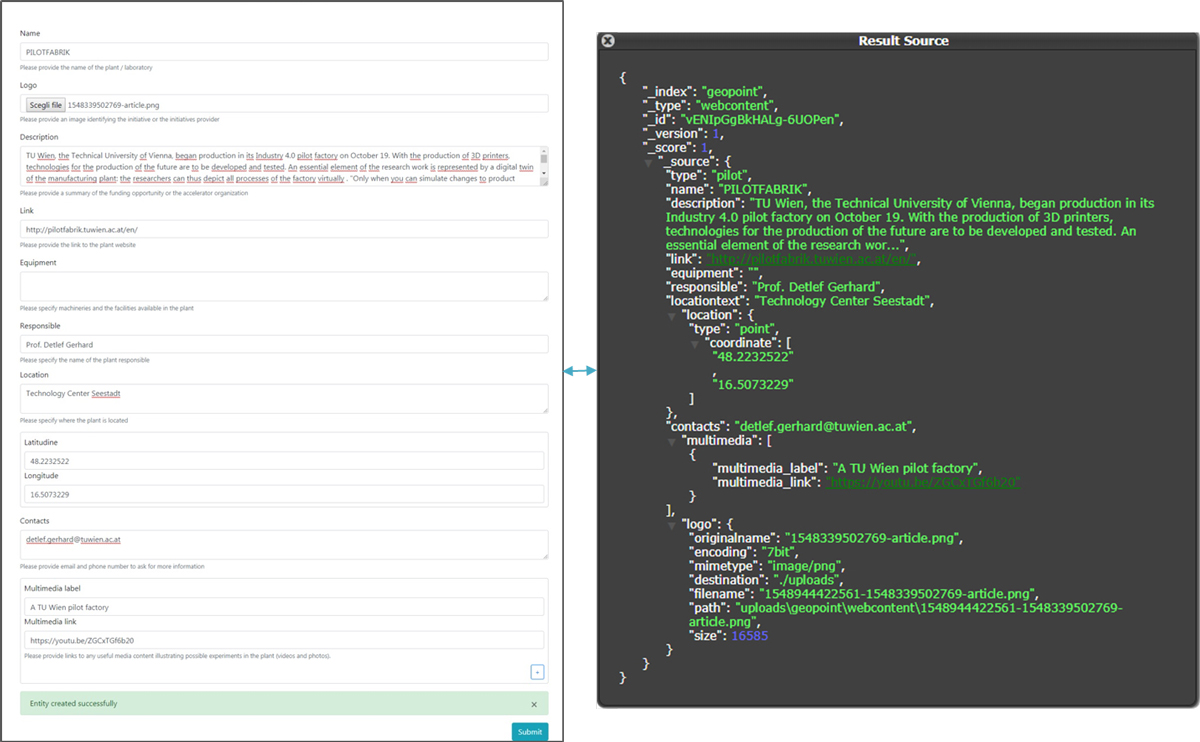 Name
PILOTFABRIK
Please provide the name of the plant / laboratory
Logo
Scegli file 1548339502769-article.png
Please provide an image identifying the initiative or the initiatives provider
Description
TU Wien, the Technical University of Vienna, began production in its Industry 4.0 pilot factory on October 19. With the production of 3D printers,
technologies for the production of the future are to be developed and tested. An essential element of the research work is represented by a digital twin
of the manufacturing plant: the researchers can thus depict all processes of the factory virtually . "Only when you can simulate changes to product
Please provide a summary of the funding opportunity or the accelerator organization
Link
http://pilotfabrik.tuwien.ac.at/en/
Please provide the link to the plant website
Equipment
Please specify machineries and the facilities available in the plant
Responsible
Prof. Detlef Gerhard
Please specify the name of the plant responsible
Location
Technology Center Seestadt
Please specify where the plant is located
Latitudine
48.2232522
Longitude
16.5073229
Contacts
detlef.gerhard@tuwien.ac.at
Please provide email and phone number to ask for more information
Multimedia label
A TU Wien pilot factory
Multimedia link
https://youtu.be/ZGCxTGf6b20
Please provide links to any useful media content illustrating possible experiments in the plant (videos and photos).
+
Entity created successfully ×
Submit
Result Source
{
"_index": "geopoint",
"_type": "webcontent",
"_id": "vENIpGgBkHALg-6UOPen",
"_version": 1,
"_score": 1,
"_source": {
"type": "pilot",
"name": "PILOTFABRIK",
"description": "TU Wien, the Technical University of Vienna, began production in its
Industry 4.0 pilot factory on October 19. With the production of 3D printers,
technologies for the production of the future are to be developed and tested. An
essential element of the research wor...",
"link": "http://pilotfabrik.tuwien.ac.at/en/",
"equipment": "",
"responsible": "Prof. Detlef Gerhard",
"locationtext": "Technology Center Seestadt",
"location": {
"type": "point",
"coordinate": [
"48.2232522"
,
"16.5073229"
]
},
"contacts": "detlef.gerhard@tuwien.ac.at",
"multimedia": [
{
"multimedia_label": "A TU Wien pilot factory",
"multimedia_link": "https://youtu.be/ZGCxTGf6b20"
}
],
"logo": {
"originalname": "1548339502769-article.png",
"encoding": "7bit",
"mimetype": "image/png",
"destination": "./uploads",
"filename": "1548944422561-1548339502769-article.png",
"path": "uploads\geopoint\webcontent\1548944422561-1548339502769-
article.png",
"size": 16585
}
}
}